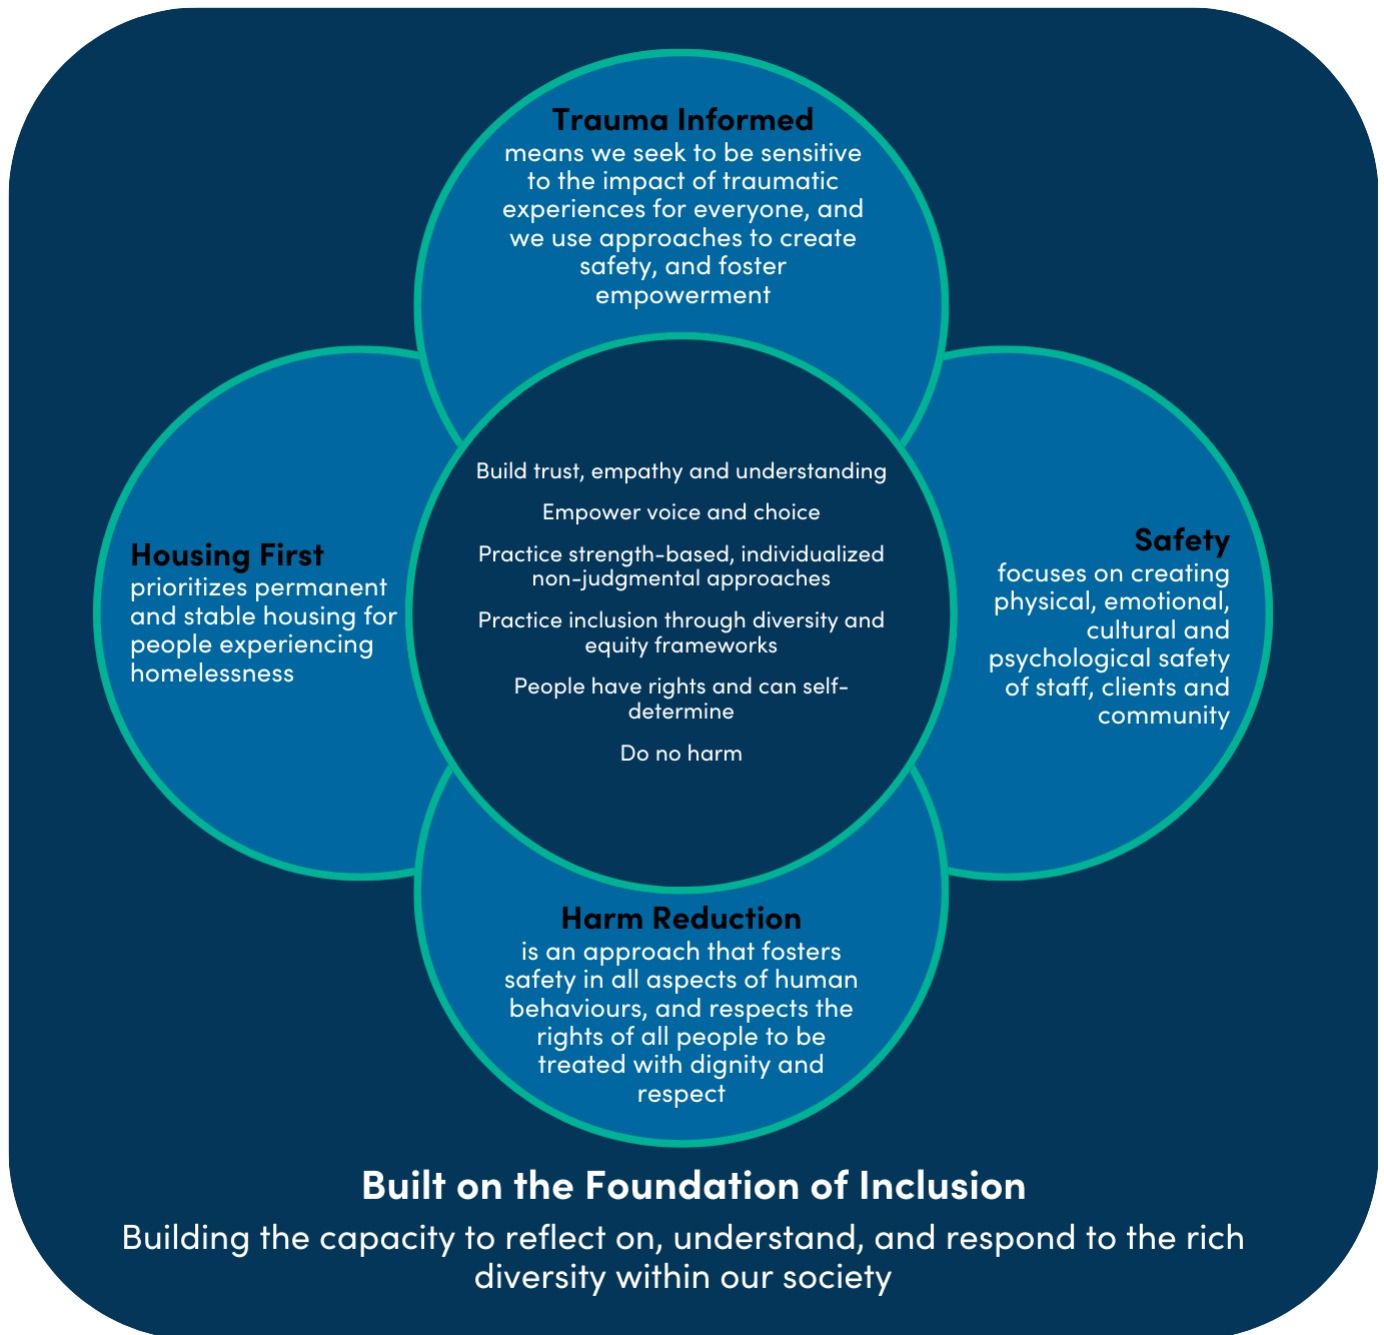 Trauma Informed
means we seek to be sensitive
to the impact of traumatic
experiences for everyone, and
we use approaches to create
safety, and foster
empowerment
Housing First
prioritizes permanent
and stable housing for
people experiencing
homelessness
Build trust, empathy and understanding
Empower voice and choice
Practice strength-based, individualized
non-judgmental approaches
Practice inclusion through diversity and
equity frameworks
People have rights and can self-
determine
Do no harm
Safety
focuses on creating
physical, emotional,
cultural and
psychological safety
of staff, clients and
community
Harm Reduction
is an approach that fosters
safety in all aspects of human
behaviours, and respects the
rights of all people to be
treated with dignity and
respect
Built on the Foundation of Inclusion
Building the capacity to reflect on, understand, and respond to the rich
diversity within our society